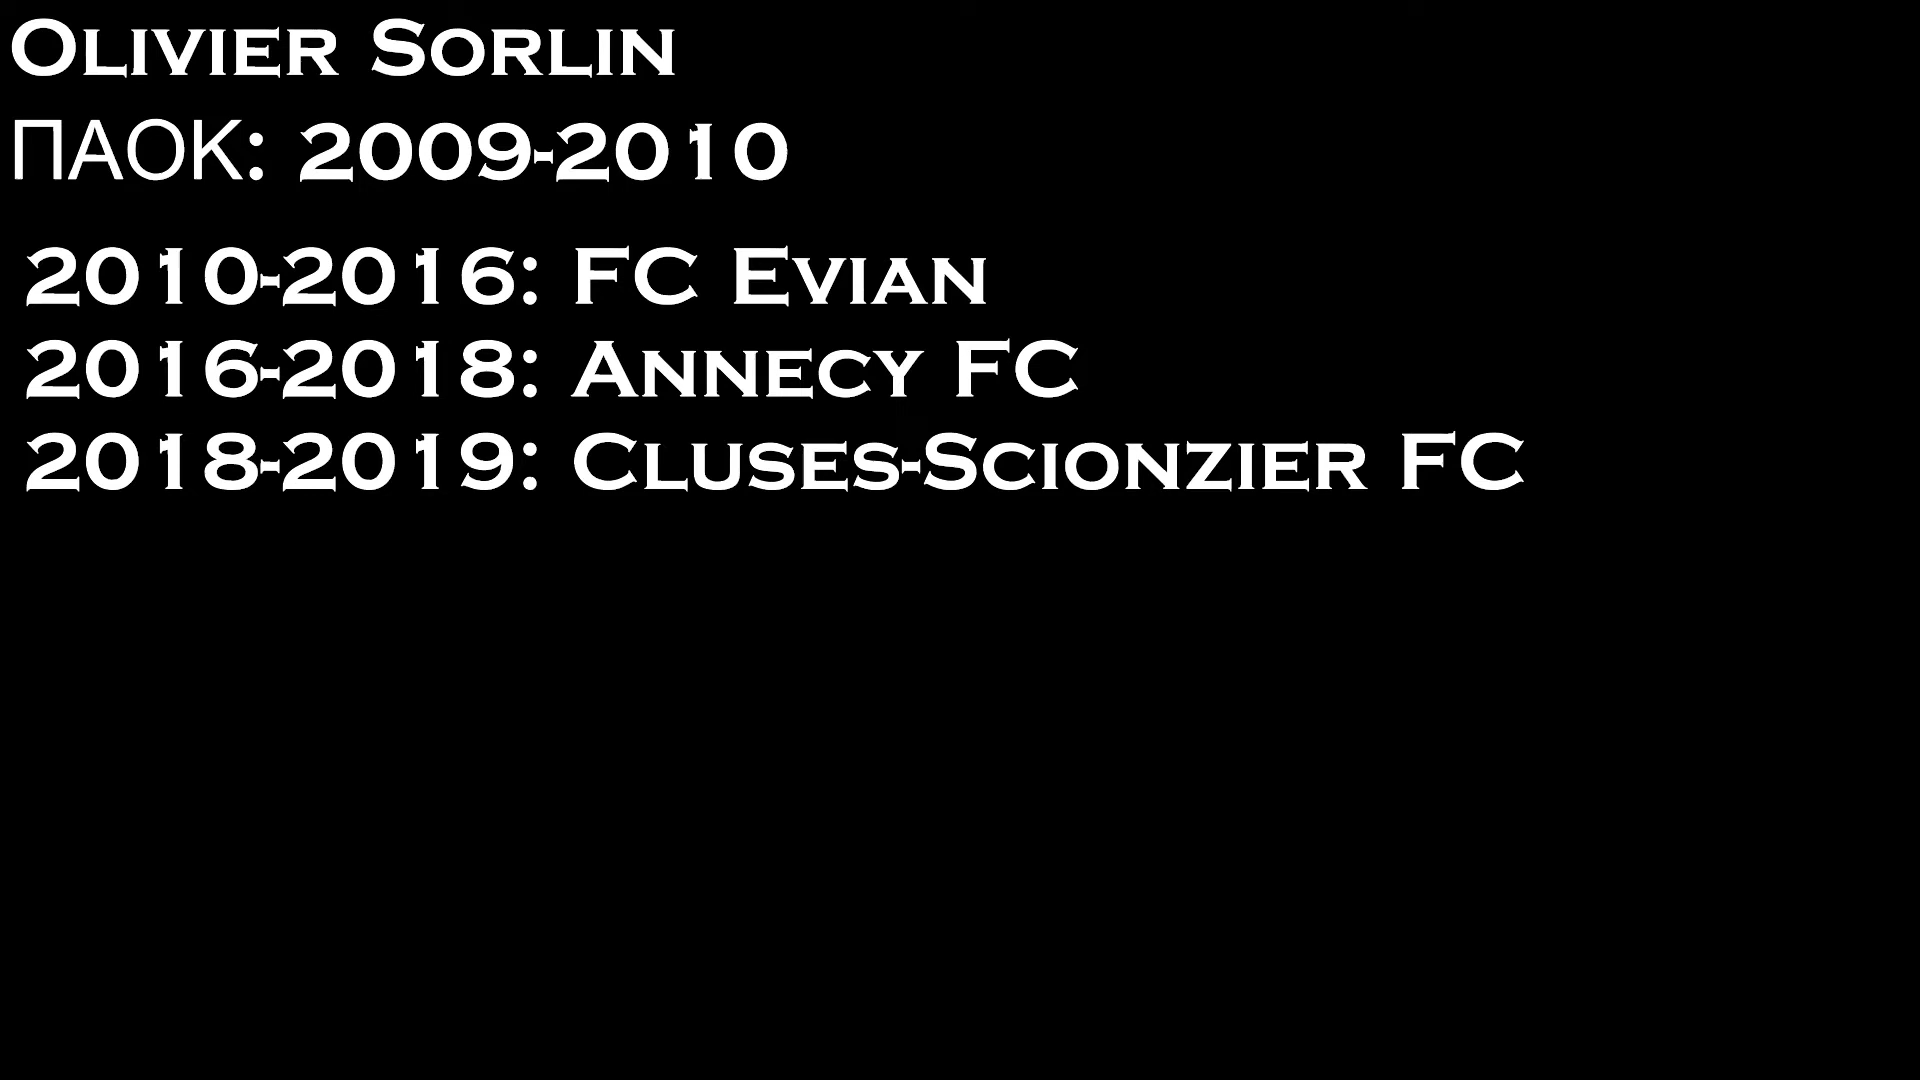 Olivier Sorlin
ΠΑΟΚ: 2009-2010
2010-2016: FC Evian
2016-2018: Annecy FC
2018-2019: Cluses-Scionzier FC